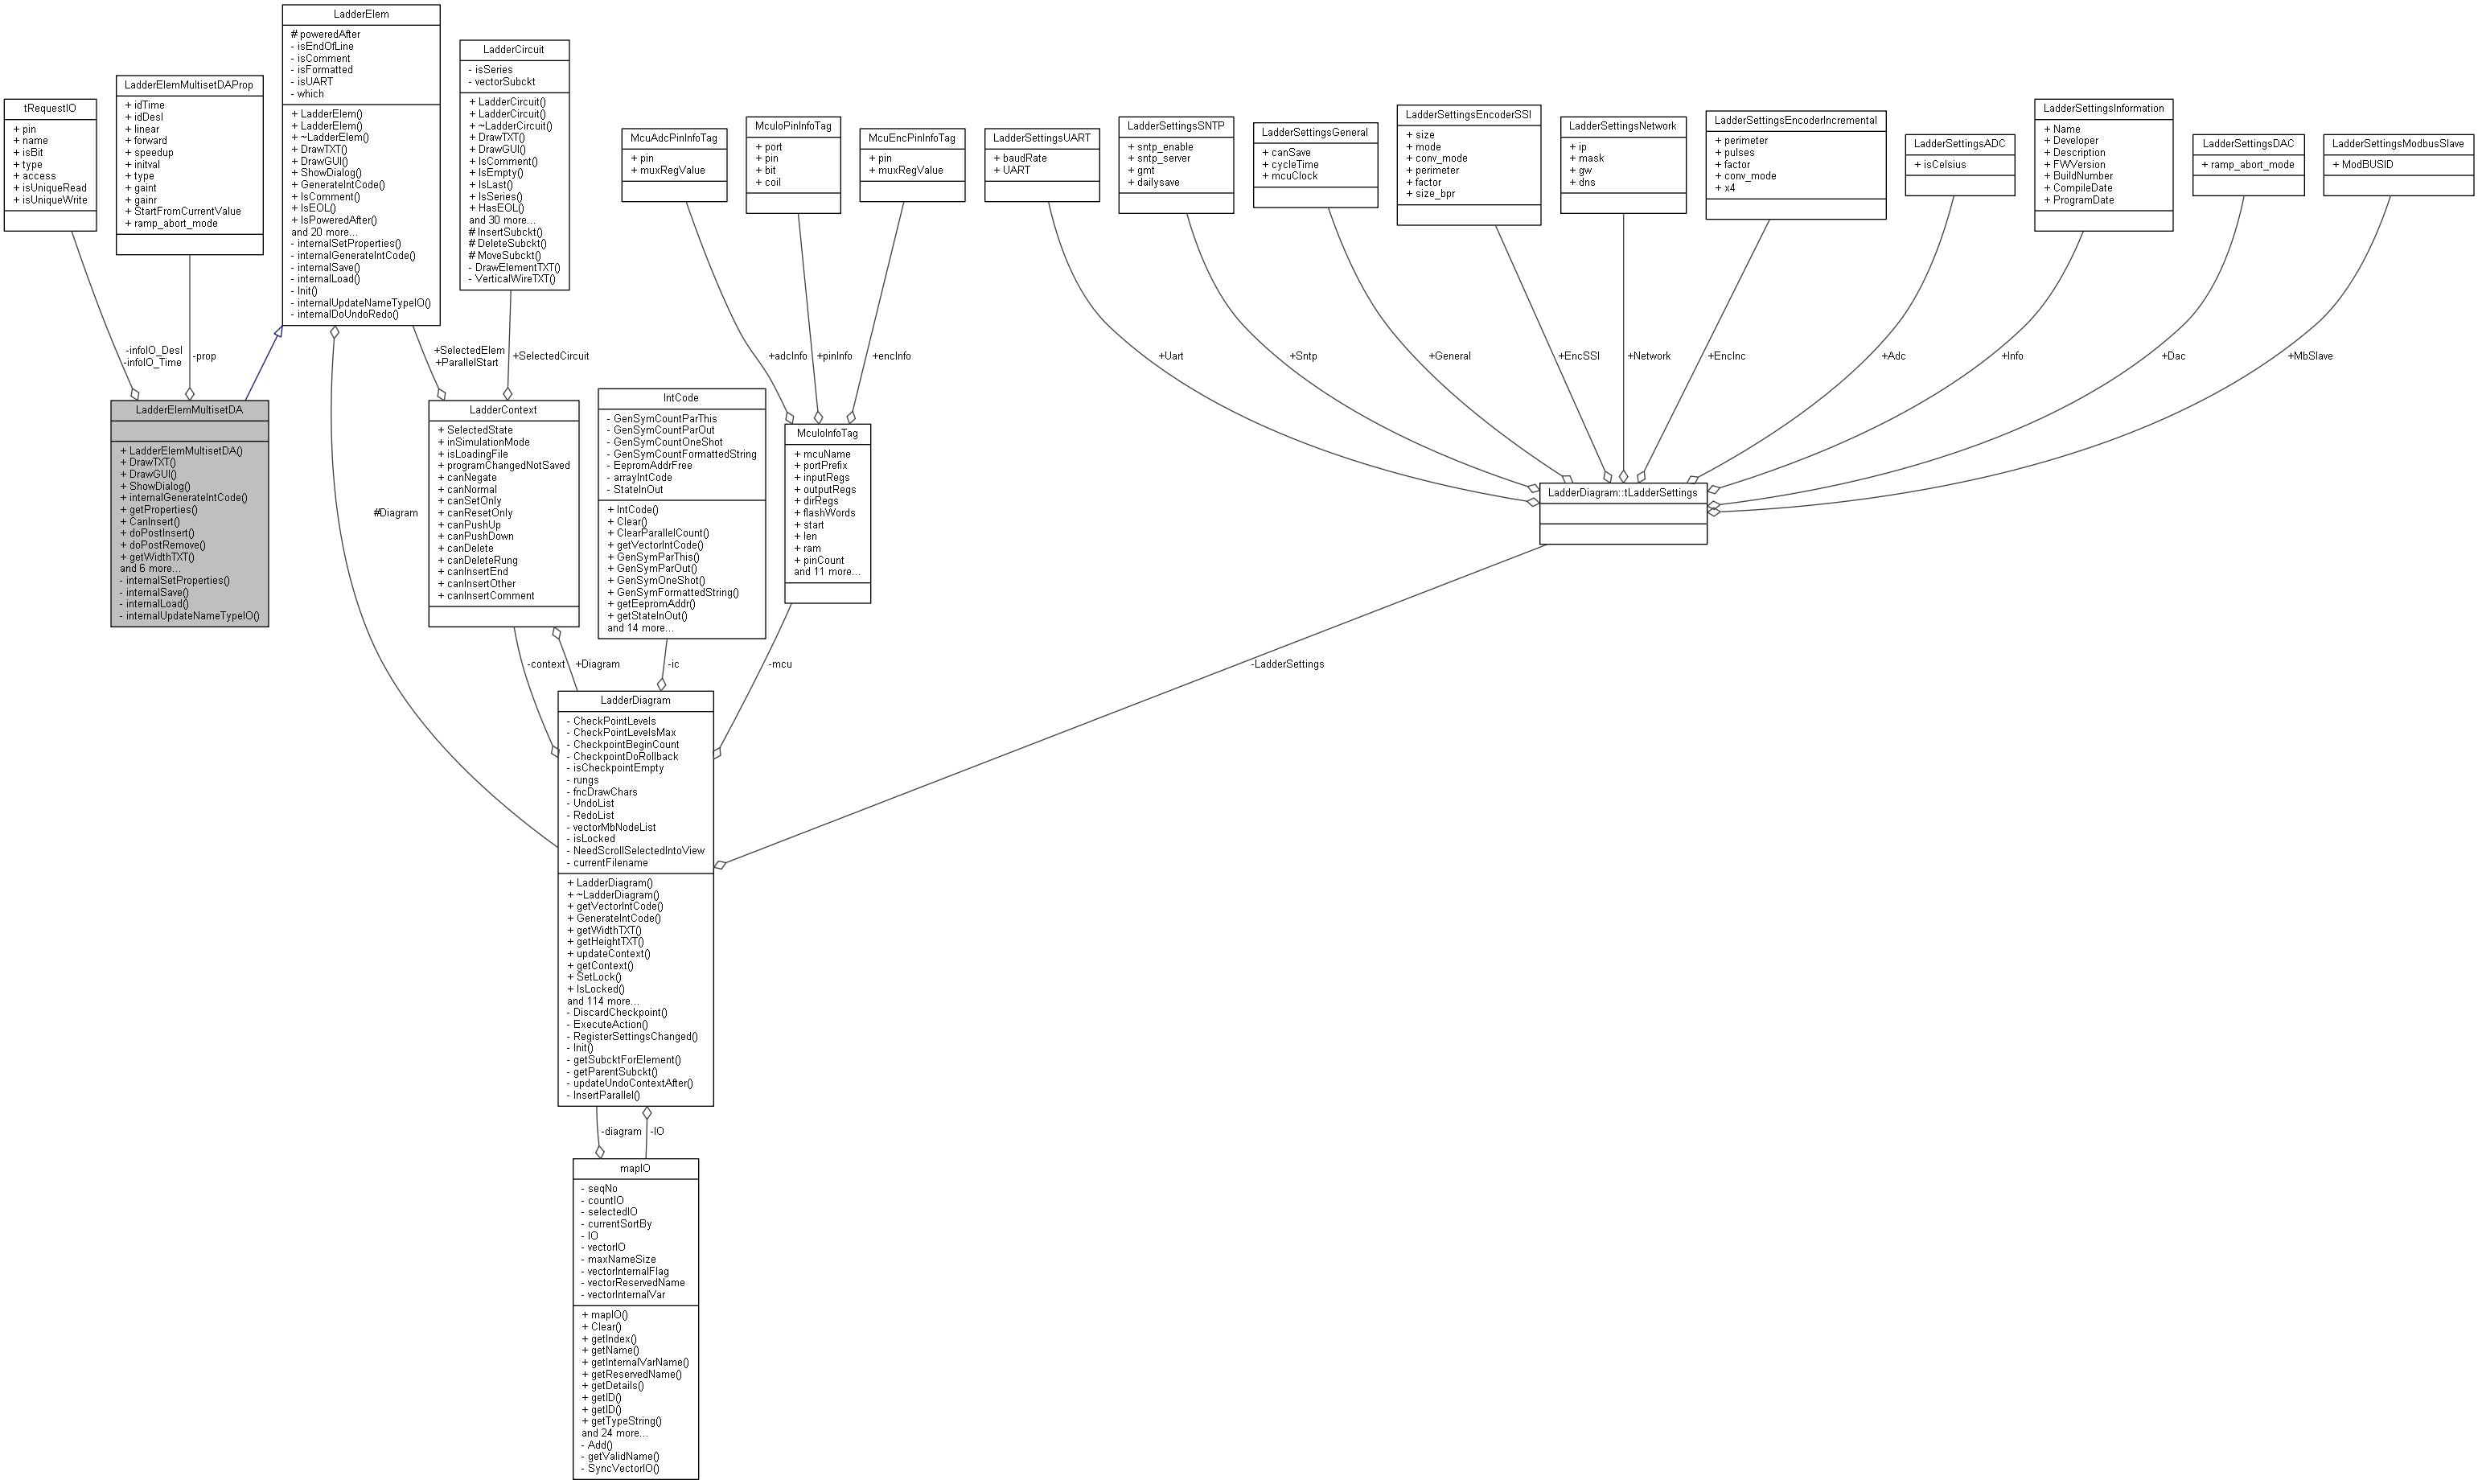 LadderElem
# poweredAfter
- isEndOfLine
- isComment
- isFormatted
- isUART
- which
+ LadderElem()
+ LadderElem()
+ ~LadderElem()
+ DrawTXT()
+ DrawGUI()
+ ShowDialog()
+ GenerateIntCode()
+ IsComment()
+ IsEOL()
+ IsPoweredAfter()
and 20 more...
- internalSetProperties()
- internalGenerateIntCode()
- internalSave()
- internalLoad()
- Init()
- internalUpdateNameTypeIO()
- internalDoUndoRedo()
LadderCircuit
- isSeries
- vectorSubckt
+ LadderCircuit()
+ LadderCircuit()
+ ~LadderCircuit()
+ DrawTXT()
+ DrawGUI()
+ IsComment()
+ IsEmpty()
+ IsLast()
+ IsSeries()
+ HasEOL()
and 30 more...
# InsertSubckt()
# DeleteSubckt()
# MoveSubckt()
- DrawElementTXT()
- VerticalWireTXT()
LadderElemMultisetDAProp
+ idTime
+ idDesl
+ linear
+ forward
+ speedup
+ initval
+ type
+ gaint
+ gainr
+ StartFromCurrentValue
+ ramp_abort_mode
tRequestIO
+ pin
+ name
+ isBit
+ type
+ access
+ isUniqueRead
+ isUniqueWrite
McuAdcPinInfoTag
+ pin
+ muxRegValue
McuIoPinInfoTag
+ port
+ pin
+ bit
+ coil
McuEncPinInfoTag
+ pin
+ muxRegValue
LadderSettingsUART
+ baudRate
+ UART
LadderSettingsSNTP
+ sntp_enable
+ sntp_server
+ gmt
+ dailysave
LadderSettingsGeneral
+ canSave
+ cycleTime
+ mcuClock
LadderSettingsEncoderSSI
+ size
+ mode
+ conv_mode
+ perimeter
+ factor
+ size_bpr
LadderSettingsNetwork
+ ip
+ mask
+ gw
+ dns
LadderSettingsEncoderIncremental
+ perimeter
+ pulses
+ factor
+ conv_mode
+ x4
LadderSettingsADC
+ isCelsius
LadderSettingsInformation
+ Name
+ Developer
+ Description
+ FWVersion
+ BuildNumber
+ CompileDate
+ ProgramDate
LadderSettingsDAC
+ ramp_abort_mode
LadderSettingsModbusSlave
+ ModBUSID
-infoIO_Desl
-infoIO_Time
-prop
+SelectedElem
+ParallelStart
+SelectedCircuit
+adcInfo
+pinInfo
+encInfo
+Uart
+Sntp
+General
+EncSSI
+Network
+EncInc
+Adc
+Info
+Dac
+MbSlave
LadderElemMultisetDA
+ LadderElemMultisetDA()
+ DrawTXT()
+ DrawGUI()
+ ShowDialog()
+ internalGenerateIntCode()
+ getProperties()
+ CanInsert()
+ doPostInsert()
+ doPostRemove()
+ getWidthTXT()
and 6 more...
- internalSetProperties()
- internalSave()
- internalLoad()
- internalUpdateNameTypeIO()
#Diagram
LadderContext
+ SelectedState
+ inSimulationMode
+ isLoadingFile
+ programChangedNotSaved
+ canNegate
+ canNormal
+ canSetOnly
+ canResetOnly
+ canPushUp
+ canPushDown
+ canDelete
+ canDeleteRung
+ canInsertEnd
+ canInsertOther
+ canInsertComment
IntCode
- GenSymCountParThis
- GenSymCountParOut
- GenSymCountOneShot
- GenSymCountFormattedString
- EepromAddrFree
- arrayIntCode
- StateInOut
+ IntCode()
+ Clear()
+ ClearParallelCount()
+ getVectorIntCode()
+ GenSymParThis()
+ GenSymParOut()
+ GenSymOneShot()
+ GenSymFormattedString()
+ getEepromAddr()
+ getStateInOut()
and 14 more...
McuIoInfoTag
+ mcuName
+ portPrefix
+ inputRegs
+ outputRegs
+ dirRegs
+ flashWords
+ start
+ len
+ ram
+ pinCount
and 11 more...
LadderDiagram::tLadderSettings
-context
+Diagram
-ic
-mcu
-LadderSettings
LadderDiagram
- CheckPointLevels
- CheckPointLevelsMax
- CheckpointBeginCount
- CheckpointDoRollback
- isCheckpointEmpty
- rungs
- fncDrawChars
- UndoList
- RedoList
- vectorMbNodeList
- isLocked
- NeedScrollSelectedIntoView
- currentFilename
+ LadderDiagram()
+ ~LadderDiagram()
+ getVectorIntCode()
+ GenerateIntCode()
+ getWidthTXT()
+ getHeightTXT()
+ updateContext()
+ getContext()
+ SetLock()
+ IsLocked()
and 114 more...
- DiscardCheckpoint()
- ExecuteAction()
- RegisterSettingsChanged()
- Init()
- getSubcktForElement()
- getParentSubckt()
- updateUndoContextAfter()
- InsertParallel()
-diagram
-IO
mapIO
- seqNo
- countIO
- selectedIO
- currentSortBy
- IO
- vectorIO
- maxNameSize
- vectorInternalFlag
- vectorReservedName
- vectorInternalVar
+ mapIO()
+ Clear()
+ getIndex()
+ getName()
+ getInternalVarName()
+ getReservedName()
+ getDetails()
+ getID()
+ getID()
+ getTypeString()
and 24 more...
- Add()
- getValidName()
- SyncVectorIO()